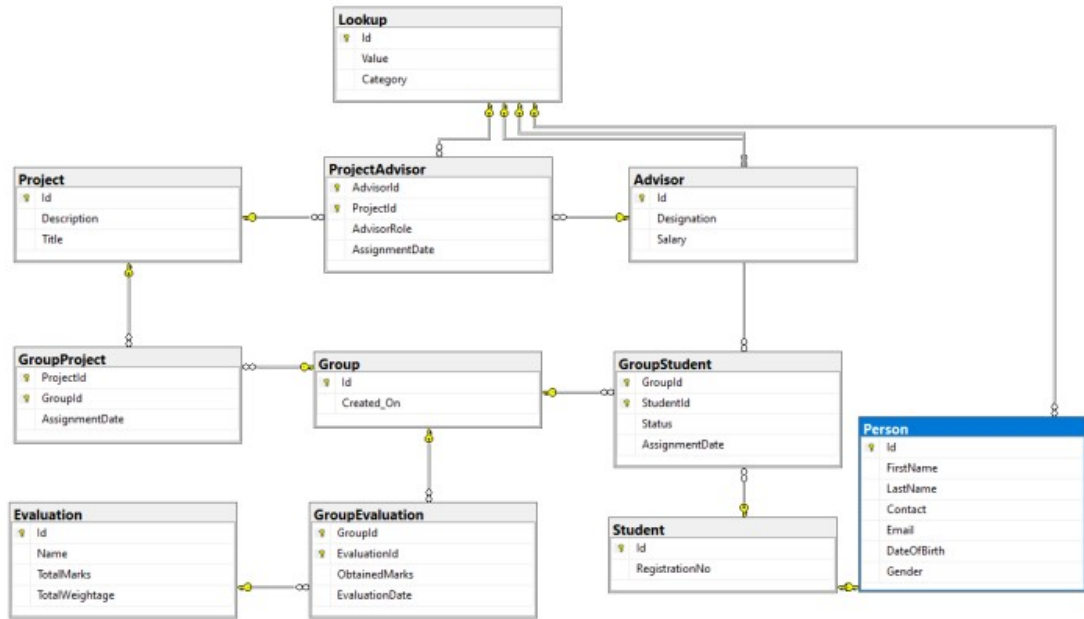 Lookup
Id
Value
Category
Project
Id
Description
Title
ProjectAdvisor
AdvisorId
ProjectId
AdvisorRole
AssignmentDate
Advisor
Id
Designation
Salary
GroupProject
ProjectId
GroupId
AssignmentDate
Group
Id
Created_On
GroupStudent
GroupId
StudentId
Status
AssignmentDate
Person
Id
FirstName
LastName
Contact
Email
DateOfBirth
Gender
Evaluation
Id
Name
TotalMarks
TotalWeightage
GroupEvaluation
GroupId
EvaluationId
ObtainedMarks
EvaluationDate
Student
Id
RegistrationNo